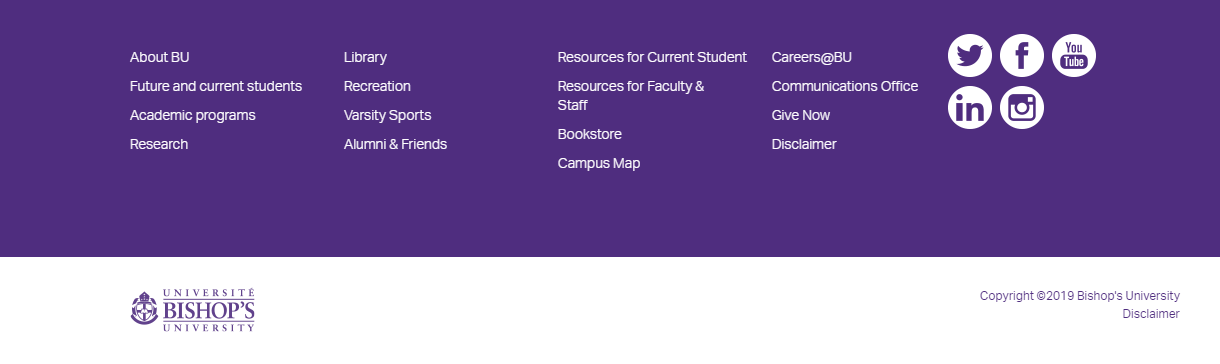 About BU
Future and current students
Academic programs
Research
Library
Recreation
Varsity Sports
Alumni & Friends
Resources for Current Student
Resources for Faculty &
Staff
Bookstore
Campus Map
Careers@BU
Communications Office
Give Now
Disclaimer
You
Tube
UNIVERSITÉ
BISHOP'S
UNIVERSITY
Copyright ©2019 Bishop's University
Disclaimer